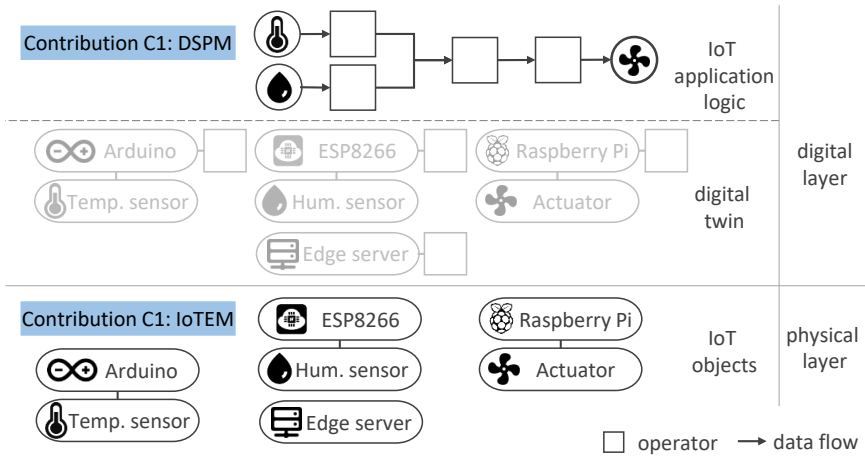 Contribution C1: DSPM
IoT
application
logic
Arduino
ESP8266
Raspberry Pi
Temp. sensor
Hum. sensor
Actuator
Edge server
digital
twin
digital
layer
Contribution C1: IoTEM
ESP8266
Raspberry Pi
Arduino
Hum. sensor
Actuator
Temp. sensor
Edge server
IoT
objects
physical
layer
operator
data flow